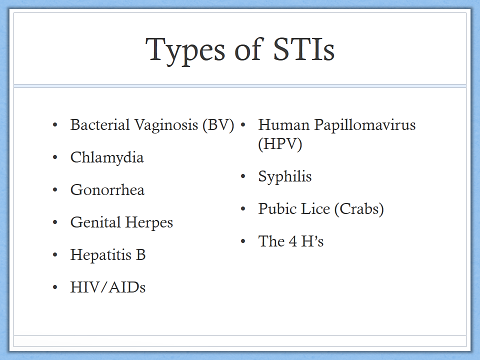 Types of STIs
• Bacterial Vaginosis (BV)
• Chlamydia
• Gonorrhea
• Genital Herpes
• Hepatitis B
• HIV/AIDs
• Human Papillomavirus
(HPV)
• Syphilis
• Pubic Lice (Crabs)
• The 4 H's